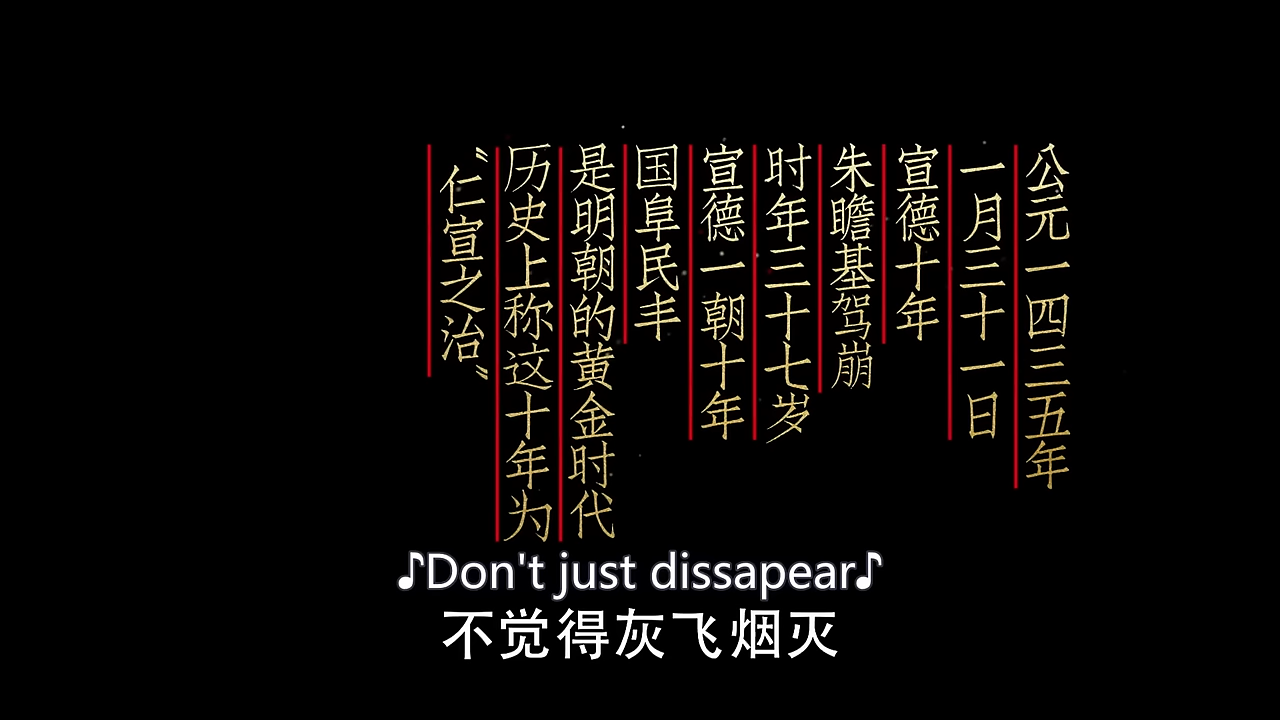 公元一四三五年
一月三十一日
宣德十年
朱瞻基驾崩
时年三十七岁
宣德一朝十年
国阜民丰
是明朝的黄金时代
历史上称这十年为
“仁宣之治”
♪Don't just dissapear♪
不觉得灰飞烟灭